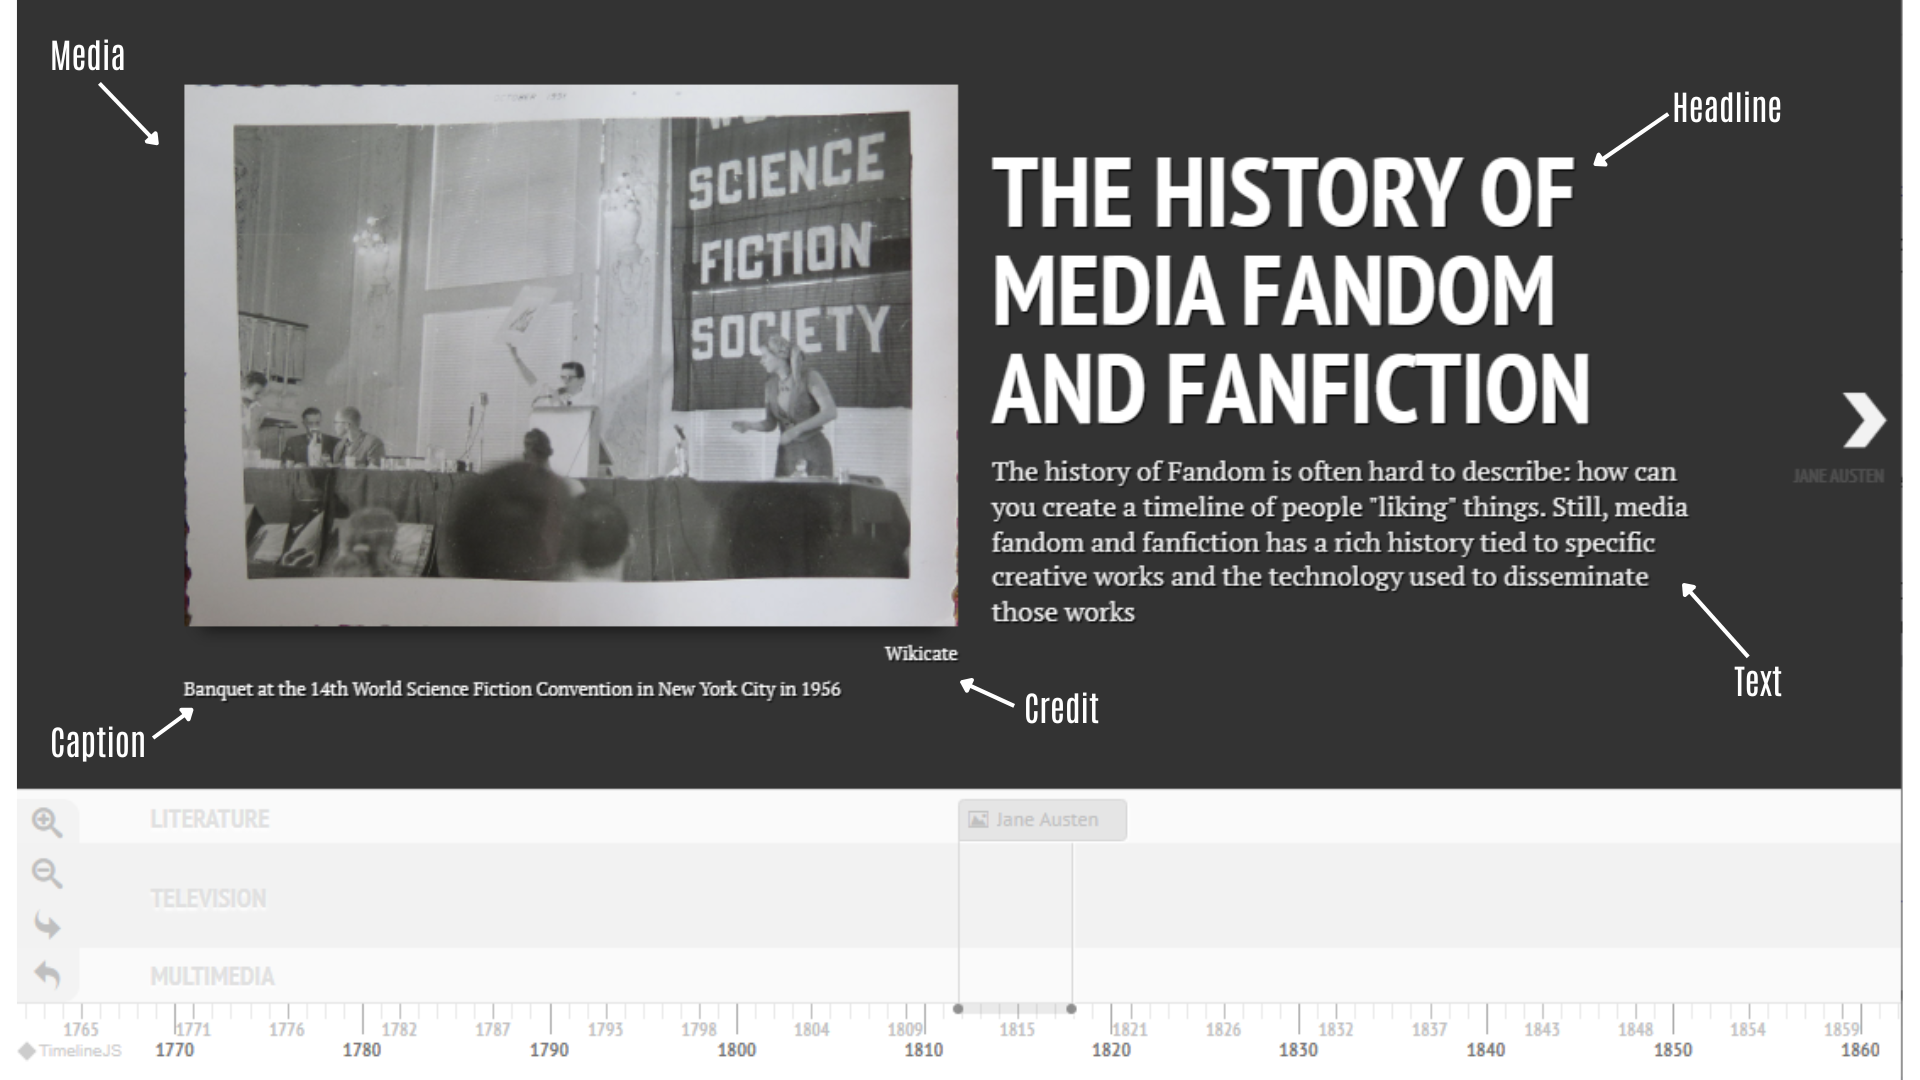 Media
Headline
SCIENCE
FICTION
SOCIETY
THE HISTORY OF
MEDIA FANDOM
AND FANFICTION
The history of Fandom is often hard to describe: how can
you create a timeline of people "liking" things. Still, media
fandom and fanfiction has a rich history tied to specific
creative works and the technology used to disseminate
those works
JANE AUSTEN
Text
Wikicate
Banquet at the 14th World Science Fiction Convention in New York City in 1956
Credit
Caption
LITERATURE
Jane Austen
TELEVISION
MULTIMEDIA
1765 1771 1776 1782 1787 1793 1798 1804 1809 1815 1821 1826 1832 1837 1843 1848 1854 1859
TimelineJS 1770 1780 1790 1800 1810 1820 1830 1840 1850 1860